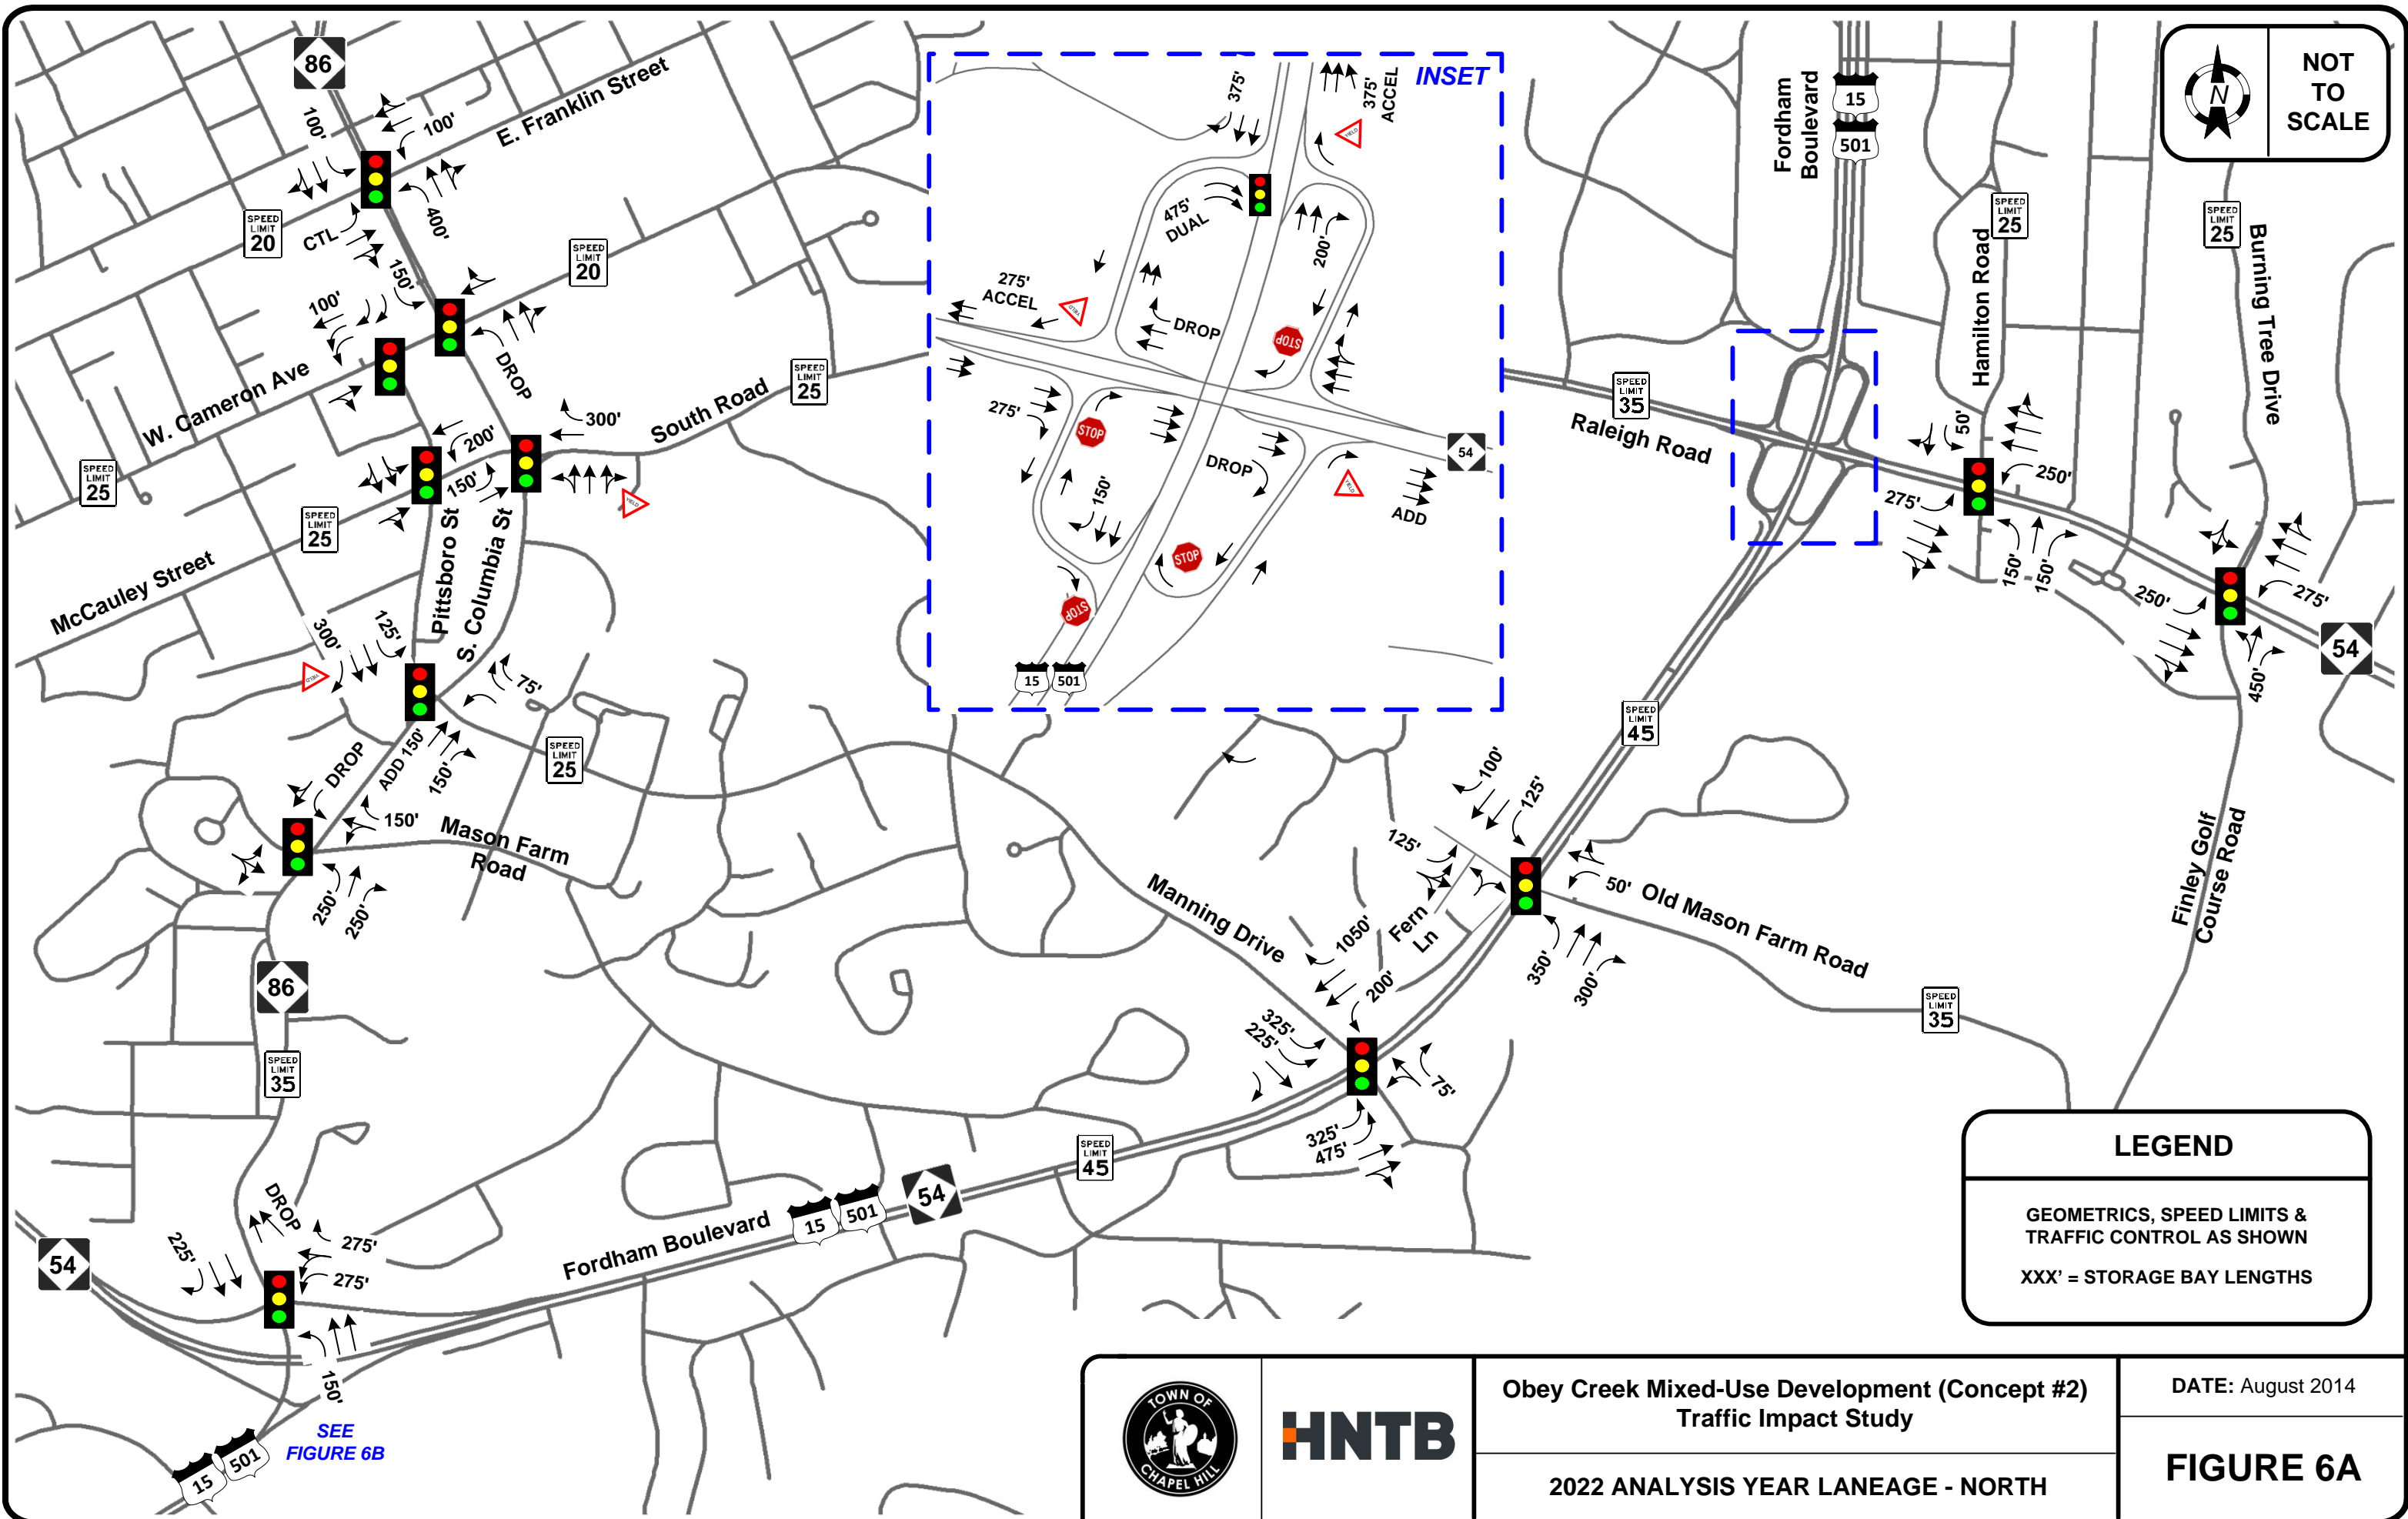 86
100'
100'
E. Franklin Street
400'
CTL
SPEED
LIMIT
20
SPEED
LIMIT
20
150'
100'
DROP
W. Cameron Ave
SPEED
LIMIT
25
SPEED
LIMIT
25
300'
South Road
200'
150'
SPEED
LIMIT
25
McCauley Street
Pittsboro St
S. Columbia St
YIELD
300'
125'
YIELD
75'
SPEED
LIMIT
25
ADD 150'
150'
DROP
150'
Mason Farm
Road
250'
250'
86
SPEED
LIMIT
35
DROP
225'
275'
275'
54
150'
SEE
FIGURE 6B
15
501
Fordham Boulevard
15
501
54
SPEED
LIMIT
45
INSET
375'
375'
ACCEL
YIELD
475'
DUAL
200'
275'
ACCEL
YIELD
DROP
STOP
275'
STOP
150'
DROP
54
YIELD
ADD
STOP
STOP
15
501
Fordham
Boulevard
15
501
NOT
TO
SCALE
N
SPEED
LIMIT
25
SPEED
LIMIT
25
Hamilton Road
Burning Tree Drive
SPEED
LIMIT
35
Raleigh Road
50'
250'
275'
150'
150'
250'
275'
54
450'
SPEED
LIMIT
45
Finley Golf
Course Road
100'
125'
125'
50'
Old Mason Farm Road
Fern
Ln
350'
300'
SPEED
LIMIT
35
Manning Drive
1050'
200'
325'
225'
75'
325'
475'
LEGEND
GEOMETRICS, SPEED LIMITS &
TRAFFIC CONTROL AS SHOWN
XXX' = STORAGE BAY LENGTHS
TOWN OF
CHAPEL HILL
HNTB
Obey Creek Mixed-Use Development (Concept #2)
Traffic Impact Study
2022 ANALYSIS YEAR LANEAGE - NORTH
DATE: August 2014
FIGURE 6A